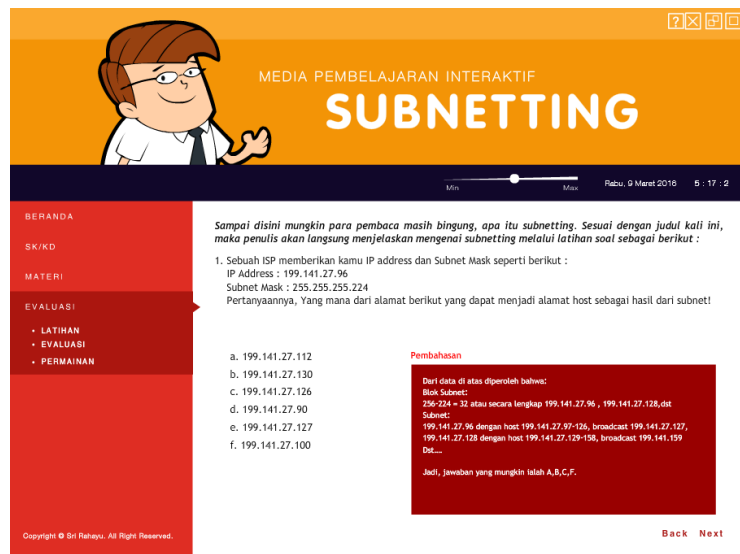 ?
MEDIA PEMBELAJARAN INTERAKTIF
SUBNETTING
Min
Max
Rabu, 9 Maret 2016
5 : 17 : 2
BERANDA
SK/KD
MATERI
EVALUASI
• LATIHAN
• EVALUASI
• PERMAINAN
Sampai disini mungkin para pembaca masih bingung, apa itu subnetting. Sesuai dengan judul kali ini,
maka penulis akan langsung menjelaskan mengenai subnetting melalui latihan soal sebagai berikut :
1. Sebuah ISP memberikan kamu IP address dan Subnet Mask seperti berikut :
IP Address : 199.141.27.96
Subnet Mask : 255.255.255.224
Pertanyaannya, Yang mana dari alamat berikut yang dapat menjadi alamat host sebagai hasil dari subnet!
a. 199.141.27.112
b. 199.141.27.130
c. 199.141.27.126
d. 199.141.27.90
e. 199.141.27.127
f. 199.141.27.100
Pembahasan
Dari data di atas diperoleh bahwa:
Blok Subnet:
256-224 = 32 atau secara lengkap 199.141.27.96 , 199.141.27.128,dst
Subnet:
199.141.27.96 dengan host 199.141.27.97-126, broadcast 199.141.27.127,
199.141.27.128 dengan host 199.141.27.129-158, broadcast 199.141.159
Dst....
Jadi, jawaban yang mungkin ialah A,B,C,F.
Copyright © Sri Rahayu. All Right Reserved.
Back Next